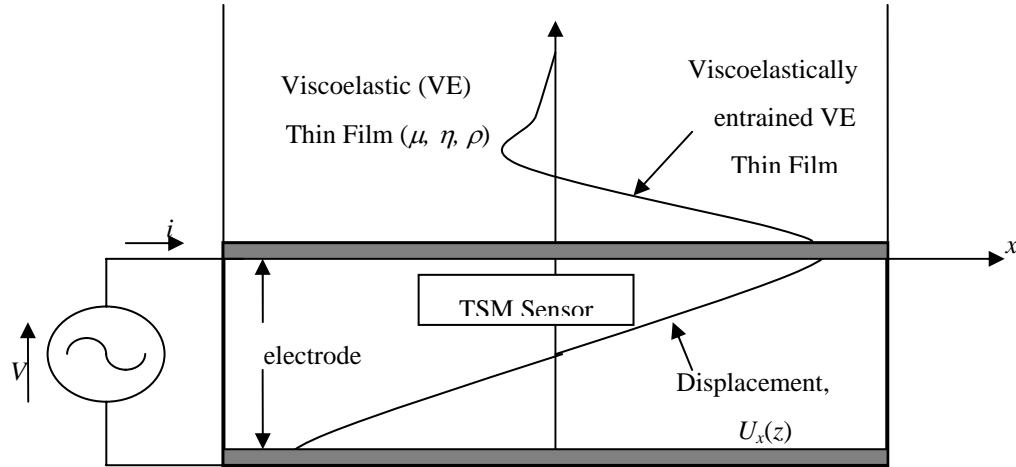 Viscoelastic (VE)
Thin Film (μ, η, ρ)
Viscoelastically
entrained VE
Thin Film
i
x
TSM Sensor
V
electrode
Displacement,
Uₓ(z)